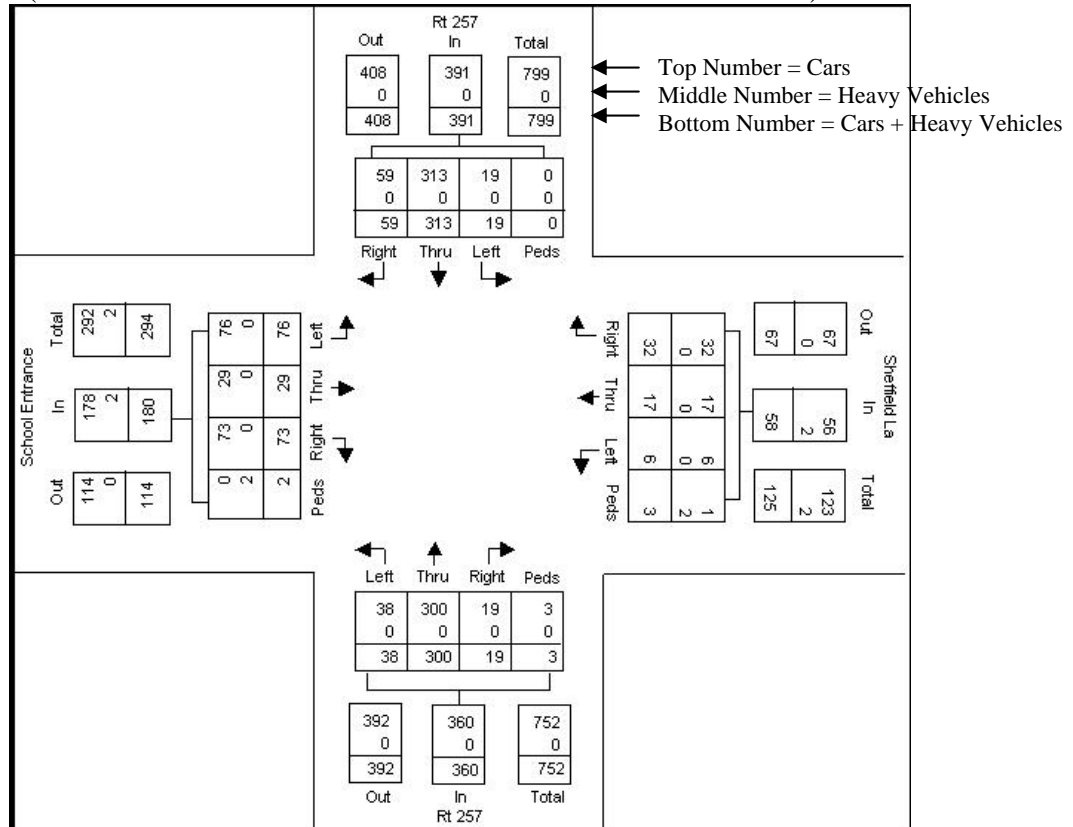 Rt 257
Out In Total
408 391 799
0 0 0
408 391 799
Top Number = Cars
Middle Number = Heavy Vehicles
Bottom Number = Cars + Heavy Vehicles
59 313 19 0
0 0 0 0
59 313 19 0
Right Thru Left Peds
School Entrance
Total
292 2 294
In
178 2 180
Out
114 0 114
76 0 76 Left
29 0 29 Thru
73 0 73 Right
0 2 2 Peds
Right 32 0 32
Thru 17 0 17
Left 6 0 6
Peds 3 2 1
Out
67 0 67
Sheffield La
In
58 2 56
Total
125 2 123
Left Thru Right Peds
38 300 19 3
0 0 0 0
38 300 19 3
392 360 752
0 0 0
392 360 752
Out In Total
Rt 257